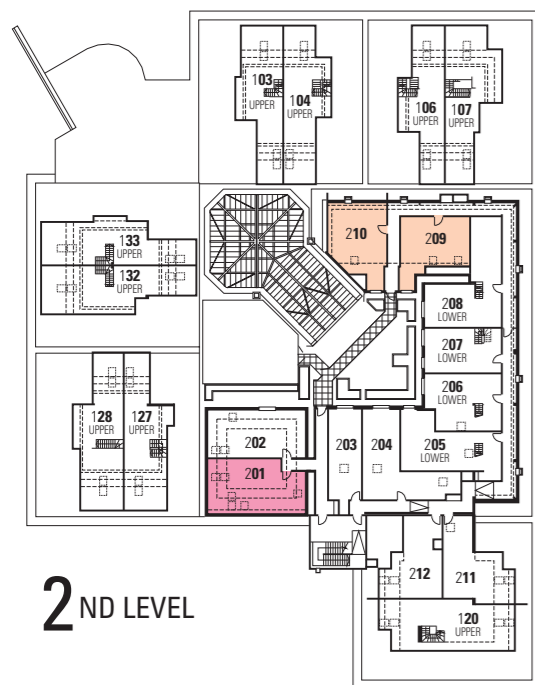 103
UPPER
104
UPPER
106
UPPER
107
UPPER
133
UPPER
132
UPPER
210
209
208
LOWER
207
LOWER
206
LOWER
128
UPPER
127
UPPER
202
201
203
204
205
LOWER
212
211
120
UPPER
2ND LEVEL